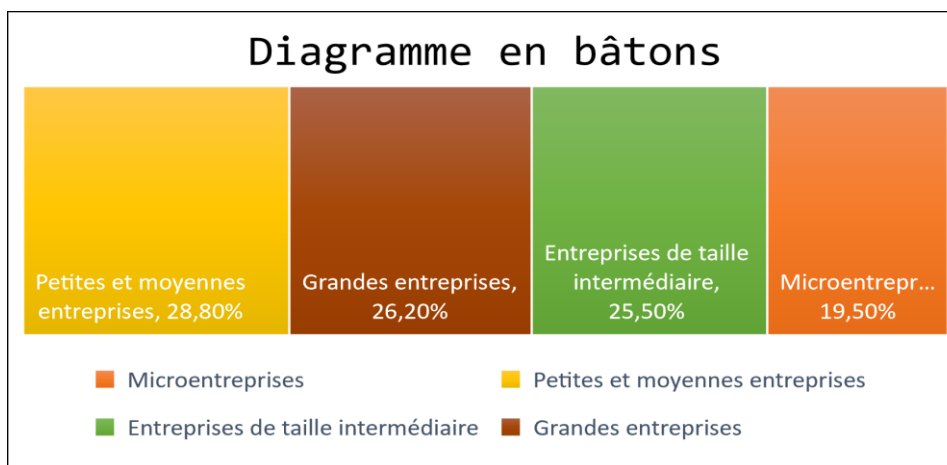 Diagramme en bâtons
Petites et moyennes
entreprises, 28,80%
Grandes entreprises,
26,20%
Entreprises de taille
intermédiaire,
25,50%
Microentrepr...
19,50%
Microentreprises
Petites et moyennes entreprises
Entreprises de taille intermédiaire
Grandes entreprises